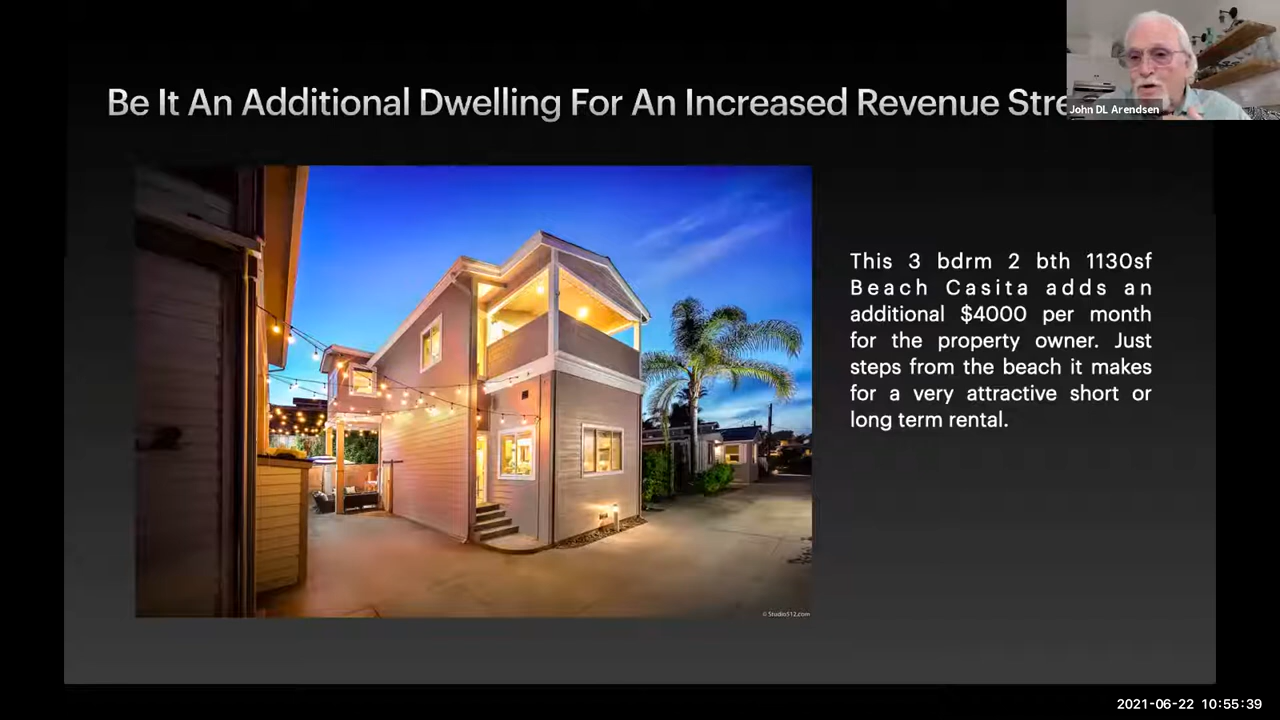 Be It An Additional Dwelling For An Increased Revenue
John DL Arendsen
This 3 bdrm 2 bth 1130sf
Beach Casita adds an
additional $4000 per month
for the property owner. Just
steps from the beach it makes
for a very attractive short or
long term rental.
© Studio512.com
2021-06-22 10:55:39